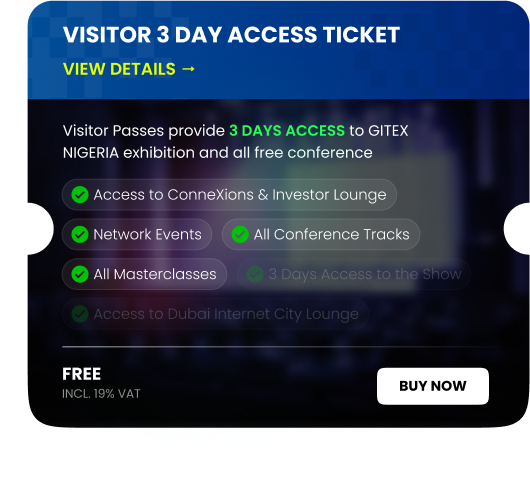 VISITOR 3 DAY ACCESS TICKET
VIEW DETAILS →
Visitor Passes provide 3 DAYS ACCESS to GITEX
NIGERIA exhibition and all free conference
Access to ConneXions & Investor Lounge
Network Events All Conference Tracks
All Masterclasses 3 Days Access to the Show
Access to Dubai Internet City Lounge
FREE
INCL. 19% VAT
BUY NOW